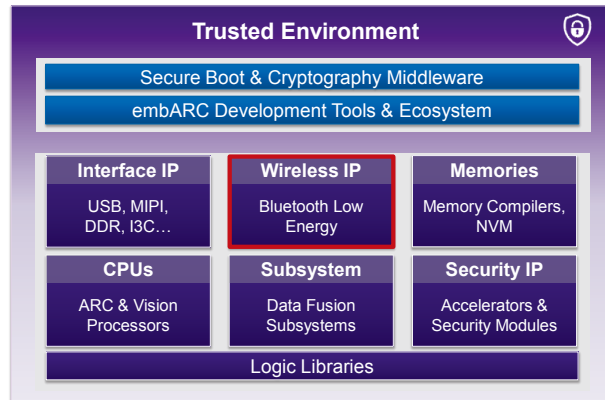 Trusted Environment
Secure Boot & Cryptography Middleware
embARC Development Tools & Ecosystem
Interface IP
USB, MIPI,
DDR, I3C…
Wireless IP
Bluetooth Low
Energy
Memories
Memory Compilers,
NVM
CPUs
ARC & Vision
Processors
Subsystem
Data Fusion
Subsystems
Security IP
Accelerators &
Security Modules
Logic Libraries